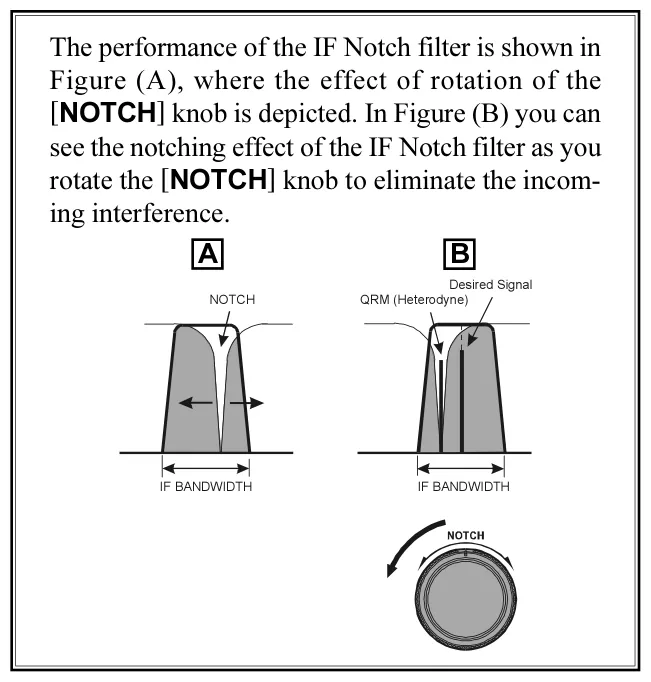 The performance of the IF Notch filter is shown in
Figure (A), where the effect of rotation of the
[NOTCH] knob is depicted. In Figure (B) you can
see the notching effect of the IF Notch filter as you
rotate the [NOTCH] knob to eliminate the incom-
ing interference.
A
B
NOTCH
Desired Signal
QRM (Heterodyne)
IF BANDWIDTH
IF BANDWIDTH
NOTCH